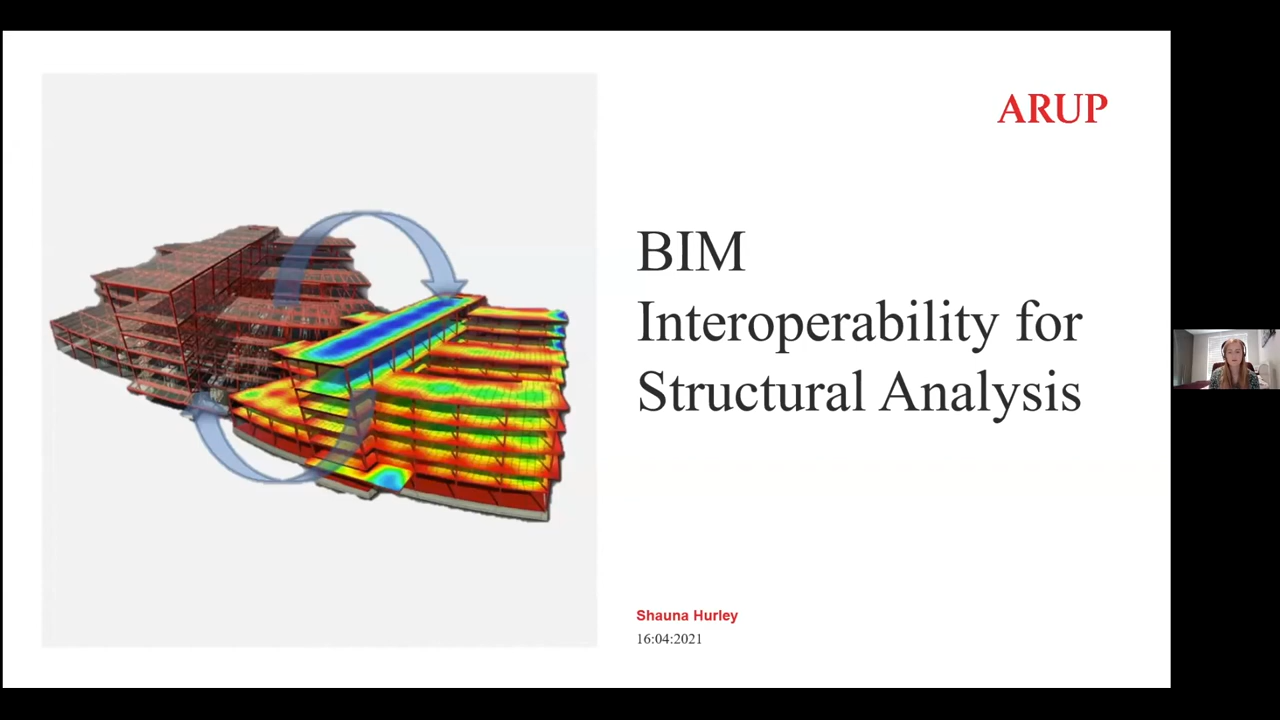 ARUP
BIM
Interoperability for
Structural Analysis
Shauna Hurley
16:04:2021